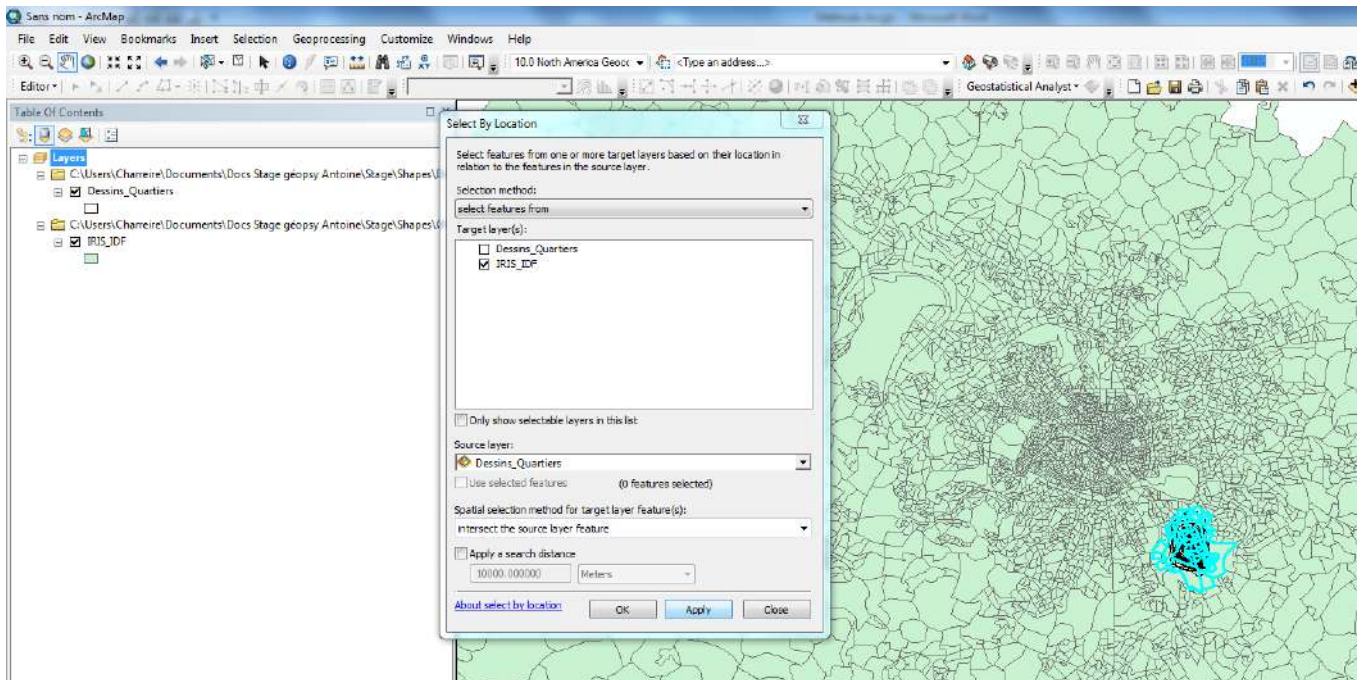 Sans nom - ArcMap
File Edit View Bookmarks Insert Selection Geoprocessing Customize Windows Help
10.0 North America Geocc <Type an address...>
Editor Geostatistical Analyst
Table Of Contents
Layers
C:\Users\Charreire\Documents\Docs Stage géopsy Antoine\Stage\Shapes\
Dessins_Quartiers
C:\Users\Charreire\Documents\Docs Stage géopsy Antoine\Stage\Shapes\
IRIS_IDF
Select By Location
Select features from one or more target layers based on their location in
relation to the features in the source layer.
Selection method:
select features from
Target layer(s):
Dessins_Quartiers
IRIS_IDF
Only show selectable layers in this list
Source layer:
Dessins_Quartiers
Use selected features (0 features selected)
Spatial selection method for target layer feature(s):
intersect the source layer feature
Apply a search distance
10000.000000 Meters
About select by location OK Apply Close